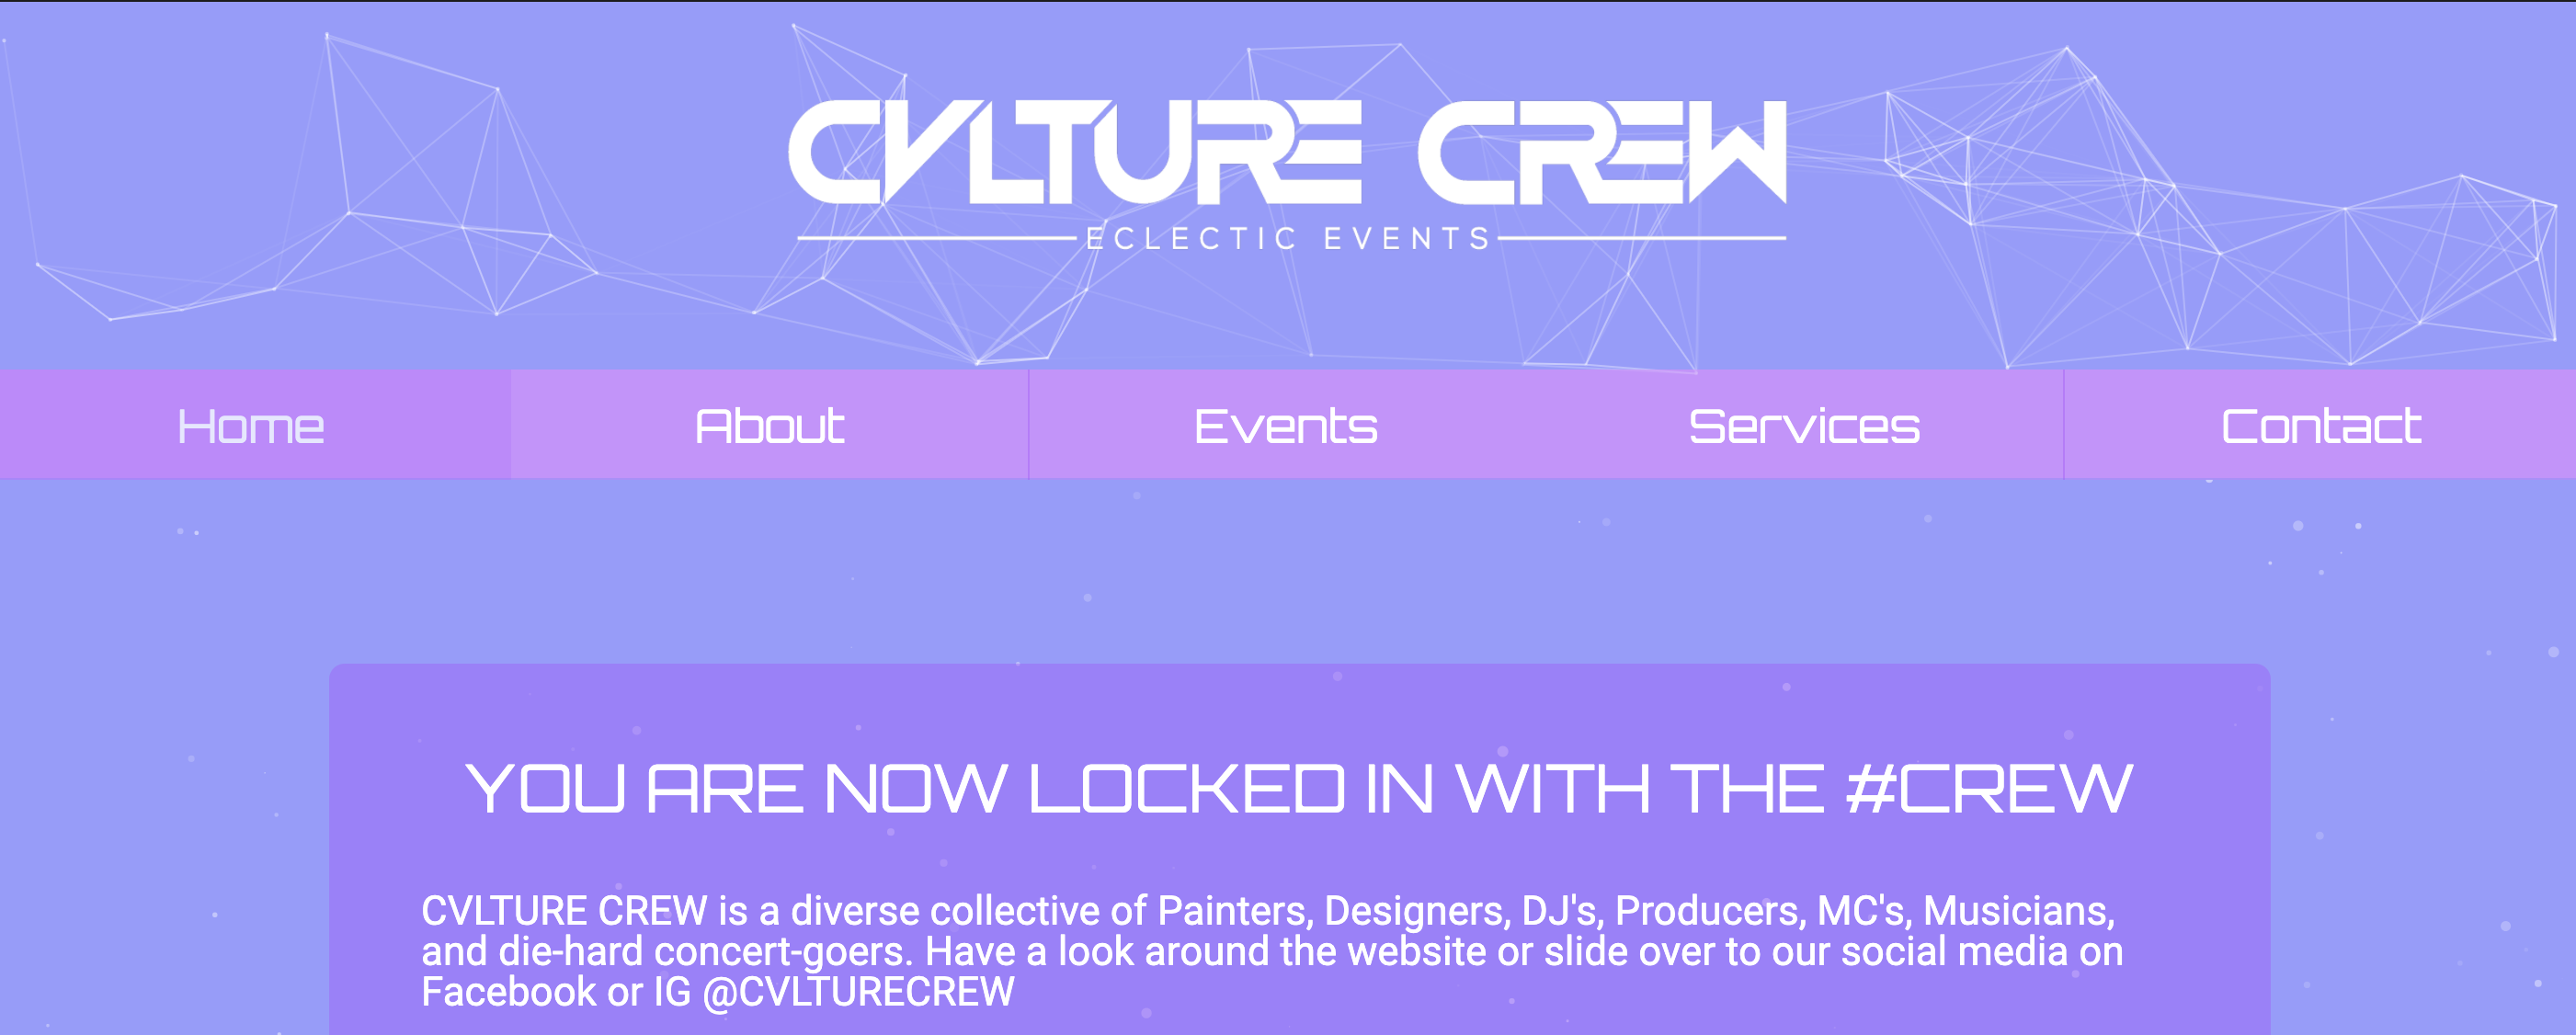 CVLTURE CREW
ECLECTIC EVENTS
Home About Events Services Contact
YOU ARE NOW LOCKED IN WITH THE #CREW
CVLTURE CREW is a diverse collective of Painters, Designers, DJ's, Producers, MC's, Musicians,
and die-hard concert-goers. Have a look around the website or slide over to our social media on
Facebook or IG @CVLTURECREW